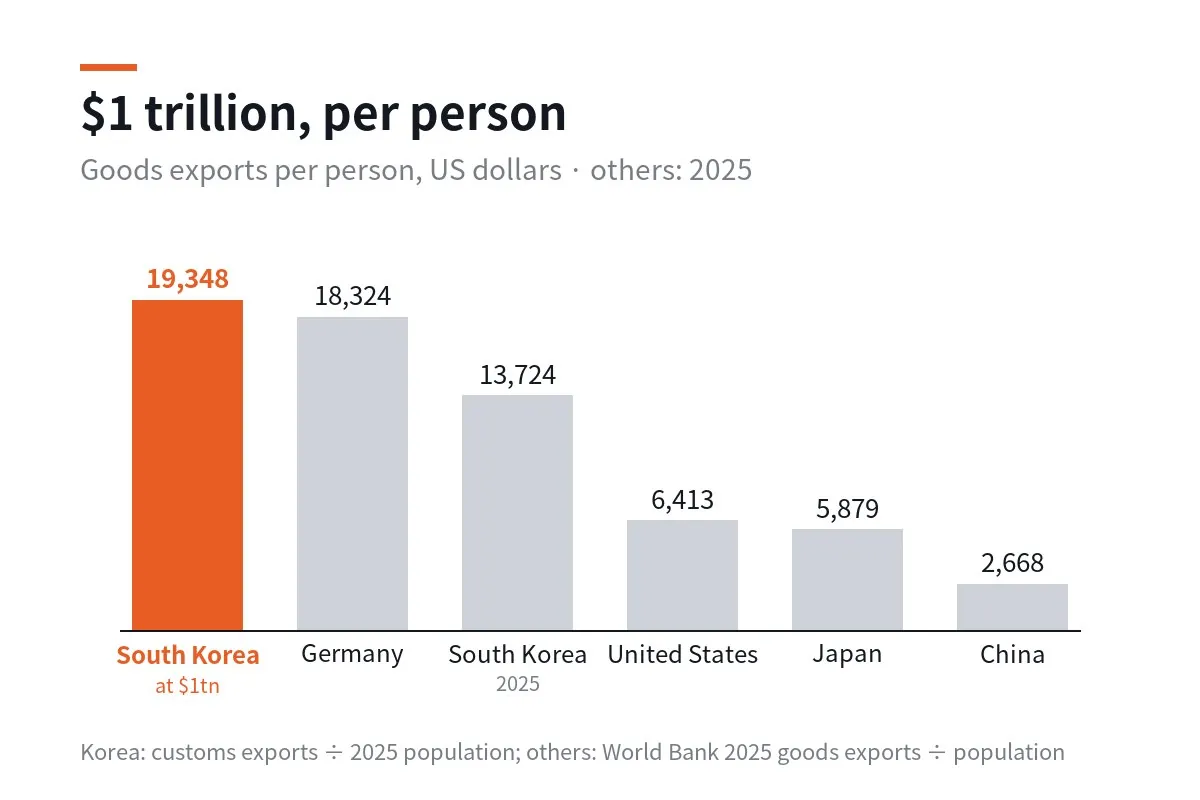 $1 trillion, per person
Goods exports per person, US dollars · others: 2025
19,348
18,324
13,724
6,413
5,879
2,668
South Korea
at $1tn
Germany
South Korea
2025
United States
Japan
China
Korea: customs exports ÷ 2025 population; others: World Bank 2025 goods exports ÷ population